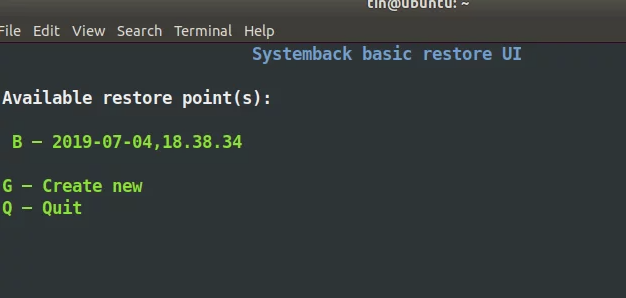 tin@ubuntu: ~
File Edit View Search Terminal Help
Systemback basic restore UI
Available restore point(s):
B — 2019-07-04,18.38.34
G — Create new
Q — Quit